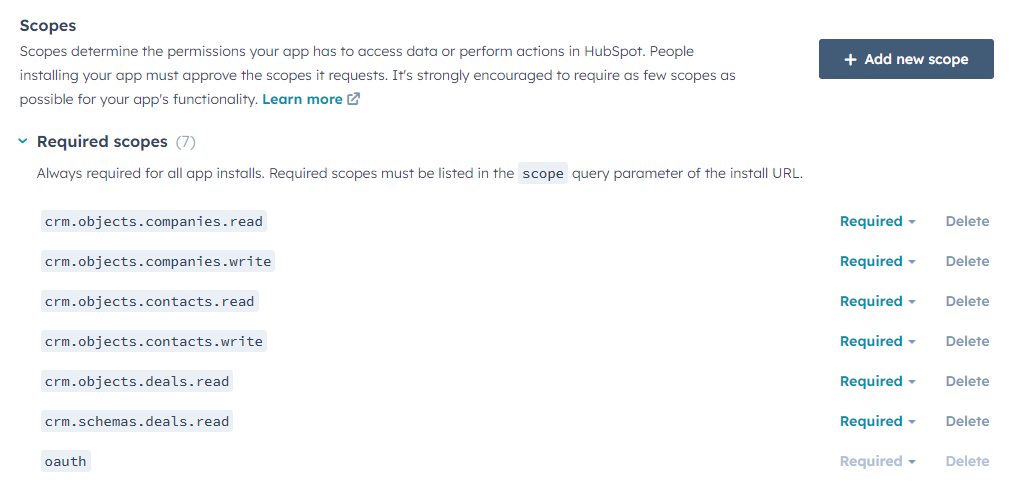 Scopes
Scopes determine the permissions your app has to access data or perform actions in HubSpot. People
installing your app must approve the scopes it requests. It's strongly encouraged to require as few scopes as
possible for your app's functionality. Learn more
+ Add new scope
Required scopes (7)
Always required for all app installs. Required scopes must be listed in the scope query parameter of the install URL.
crm.objects.companies.read Required Delete
crm.objects.companies.write Required Delete
crm.objects.contacts.read Required Delete
crm.objects.contacts.write Required Delete
crm.objects.deals.read Required Delete
crm.schemas.deals.read Required Delete
oauth Required Delete